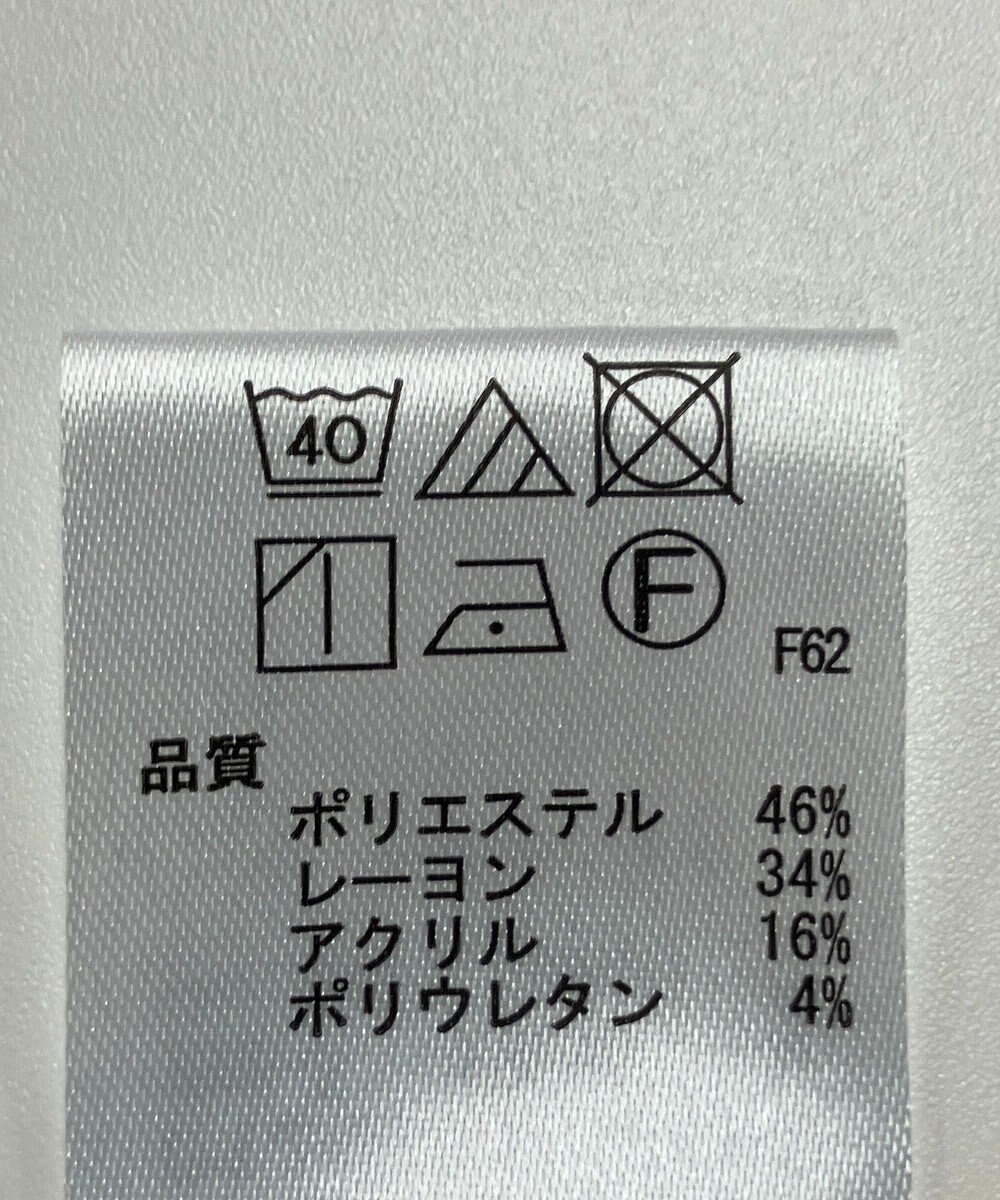 40
F
F62
品質
ポリエステル 46%
レーヨン 34%
アクリル 16%
ポリウレタン 4%